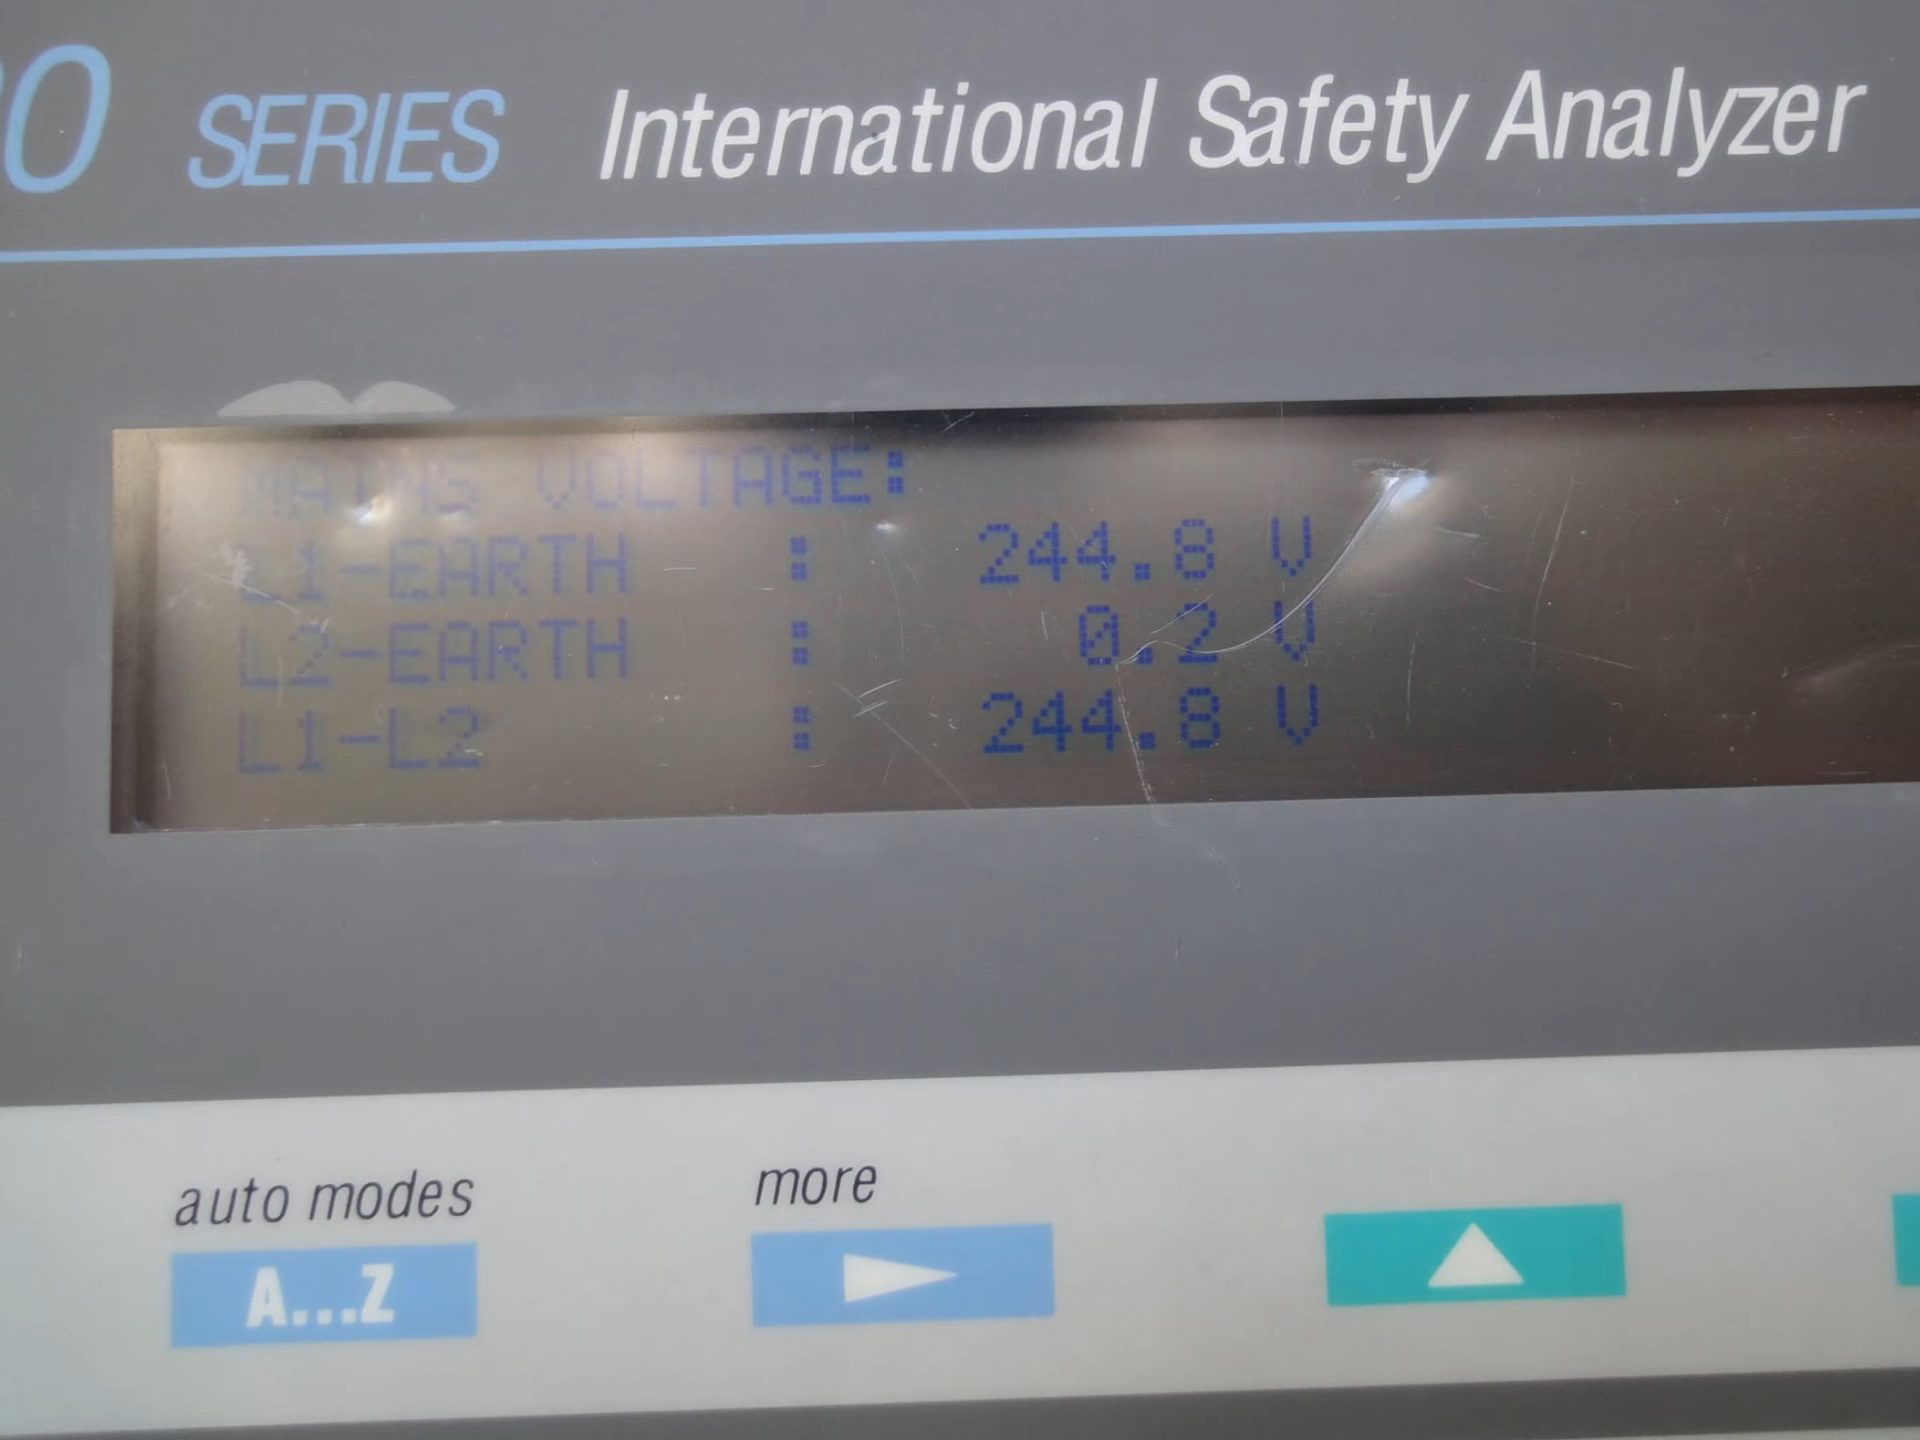 0 SERIES International Safety Analyzer
MAINS VOLTAGE:
L1-EARTH : 244.8 V
L2-EARTH : 0.2 V
L1-L2 : 244.8 V
auto modes more
A...Z